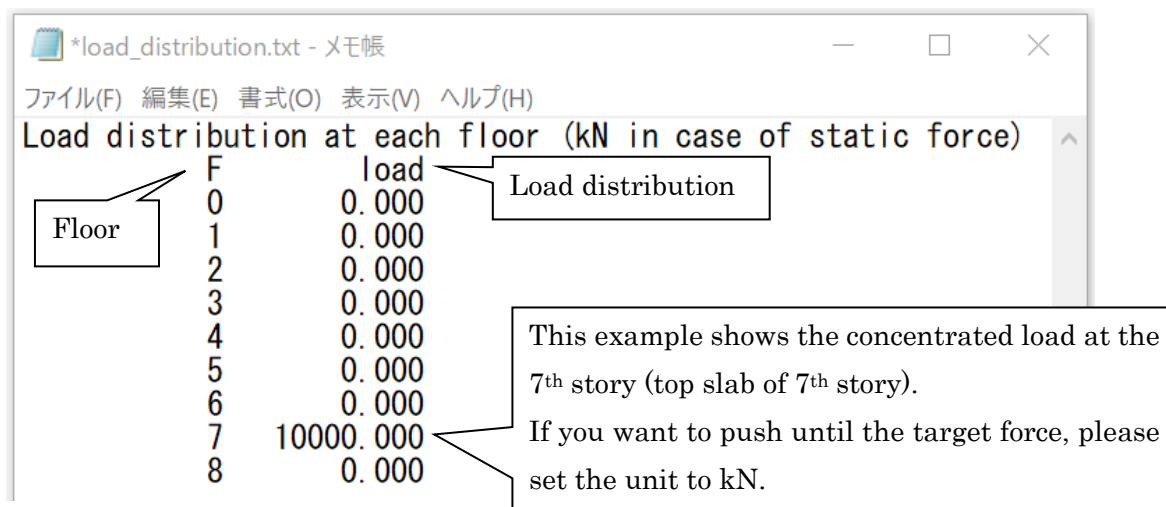 *load_distribution.txt - メモ帳
ファイル(F) 編集(E) 書式(O) 表示(V) ヘルプ(H)
Load distribution at each floor (kN in case of static force)
F load
0 0.000
1 0.000
2 0.000
3 0.000
4 0.000
5 0.000
6 0.000
7 10000.000
8 0.000
Floor
Load distribution
This example shows the concentrated load at the
7th story (top slab of 7th story).
If you want to push until the target force, please
set the unit to kN.